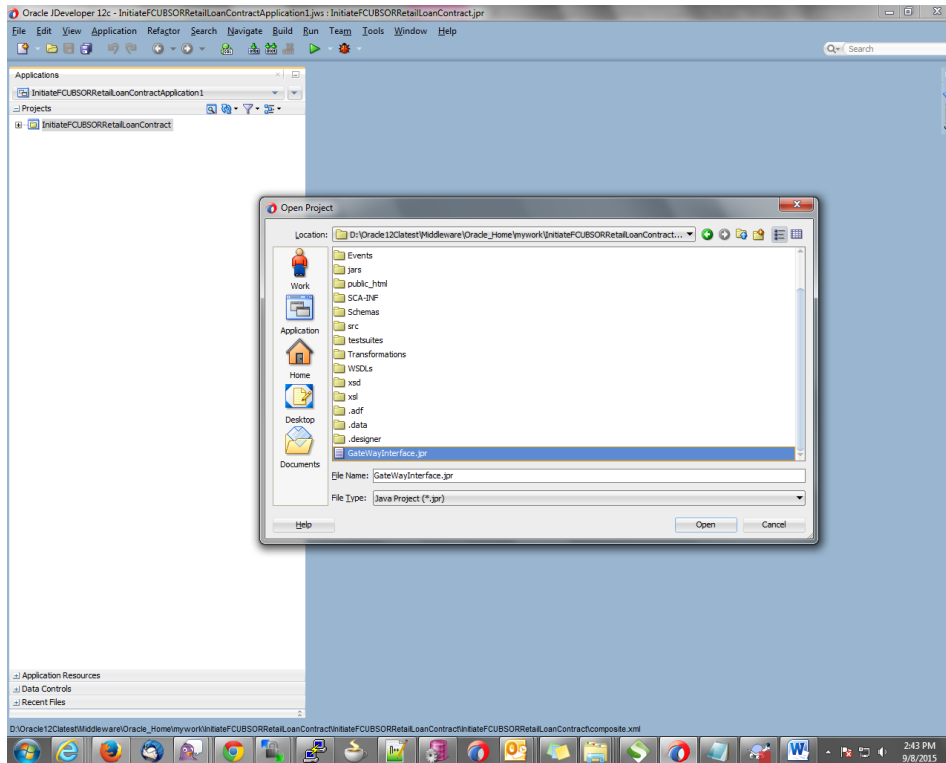 Oracle JDeveloper 12c - InitiateFCUBSORRetailLoanContractApplication1.jws : InitiateFCUBSORRetailLoanContract.jpr
File Edit View Application Refactor Search Navigate Build Run Team Tools Window Help
Search
Applications
InitiateFCUBSORRetailLoanContractApplication1
Projects
InitiateFCUBSORRetailLoanContract
Open Project
Location: D:\Oracle12Clatest\Middleware\Oracle_Home\mywork\InitiateFCUBSORRetailLoanContract...
Work
Application
Home
Desktop
Documents
Events
jars
public_html
SCA-INF
Schemas
src
testsuites
Transformations
WSDLs
xsd
xsl
.adf
.data
.designer
GateWayInterface.jpr
File Name: GateWayInterface.jpr
File Type: Java Project (*.jpr)
Help
Open
Cancel
Application Resources
Data Controls
Recent Files
D:\Oracle12Clatest\Middleware\Oracle_Home\mywork\InitiateFCUBSORRetailLoanContract\InitiateFCUBSORRetailLoanContract\InitiateFCUBSORRetailLoanContract\composite.xml
2:43 PM
9/8/2015